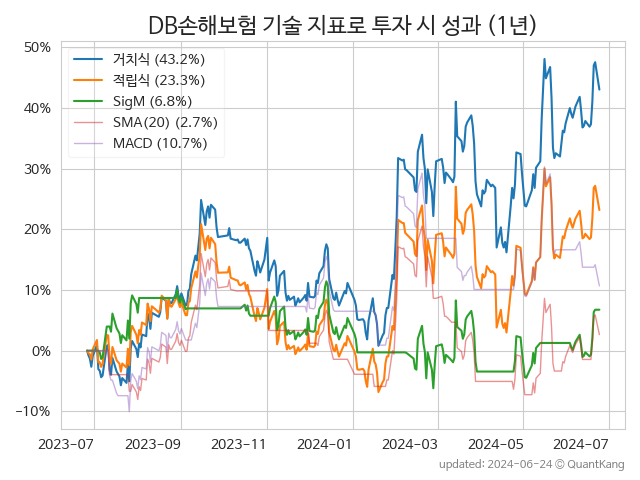 DB손해보험 기술 지표로 투자 시 성과 (1년)
50%
40%
30%
20%
10%
0%
−10%
거치식 (43.2%)
적립식 (23.3%)
SigM (6.8%)
SMA(20) (2.7%)
MACD (10.7%)
2023-07 2023-09 2023-11 2024-01 2024-03 2024-05 2024-07
updated: 2024-06-24 © QuantKang